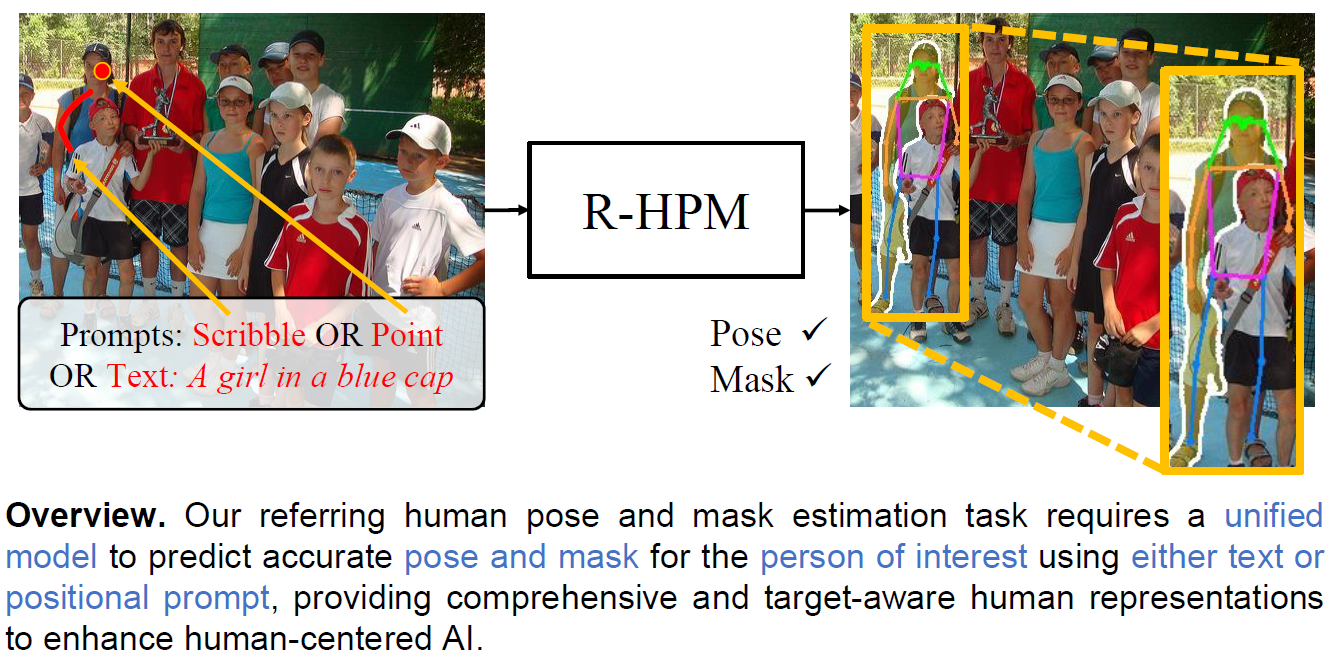 R-HPM
Prompts: Scribble OR Point
OR Text: A girl in a blue cap
Pose ✓
Mask ✓
Overview. Our referring human pose and mask estimation task requires a unified
model to predict accurate pose and mask for the person of interest using either text or
positional prompt, providing comprehensive and target-aware human representations
to enhance human-centered AI.